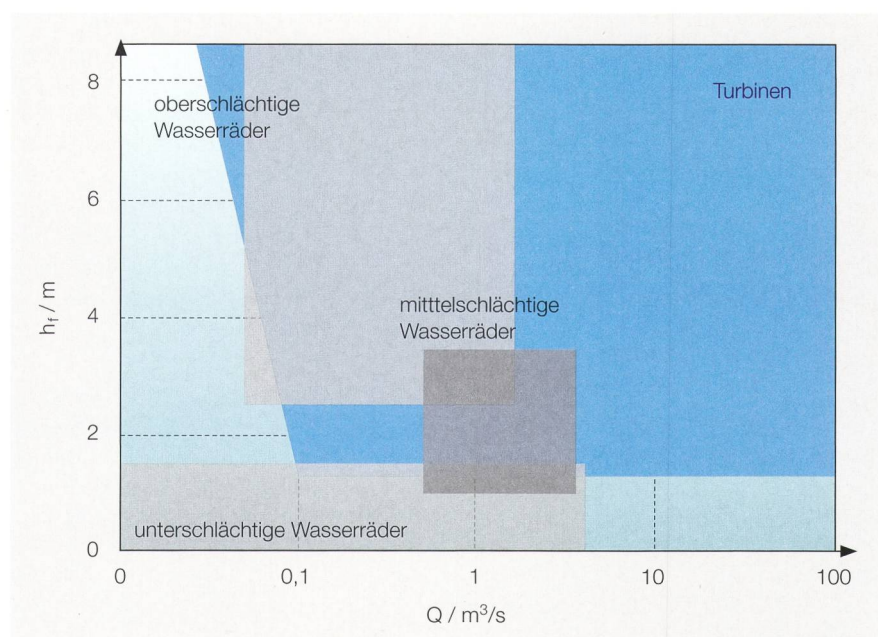 8
6
4
2
0
h_f / m
oberschlächtige
Wasserräder
Turbinen
mitttelschlächtige
Wasserräder
unterschlächtige Wasserräder
0 0,1 1 10 100
Q / m³/s